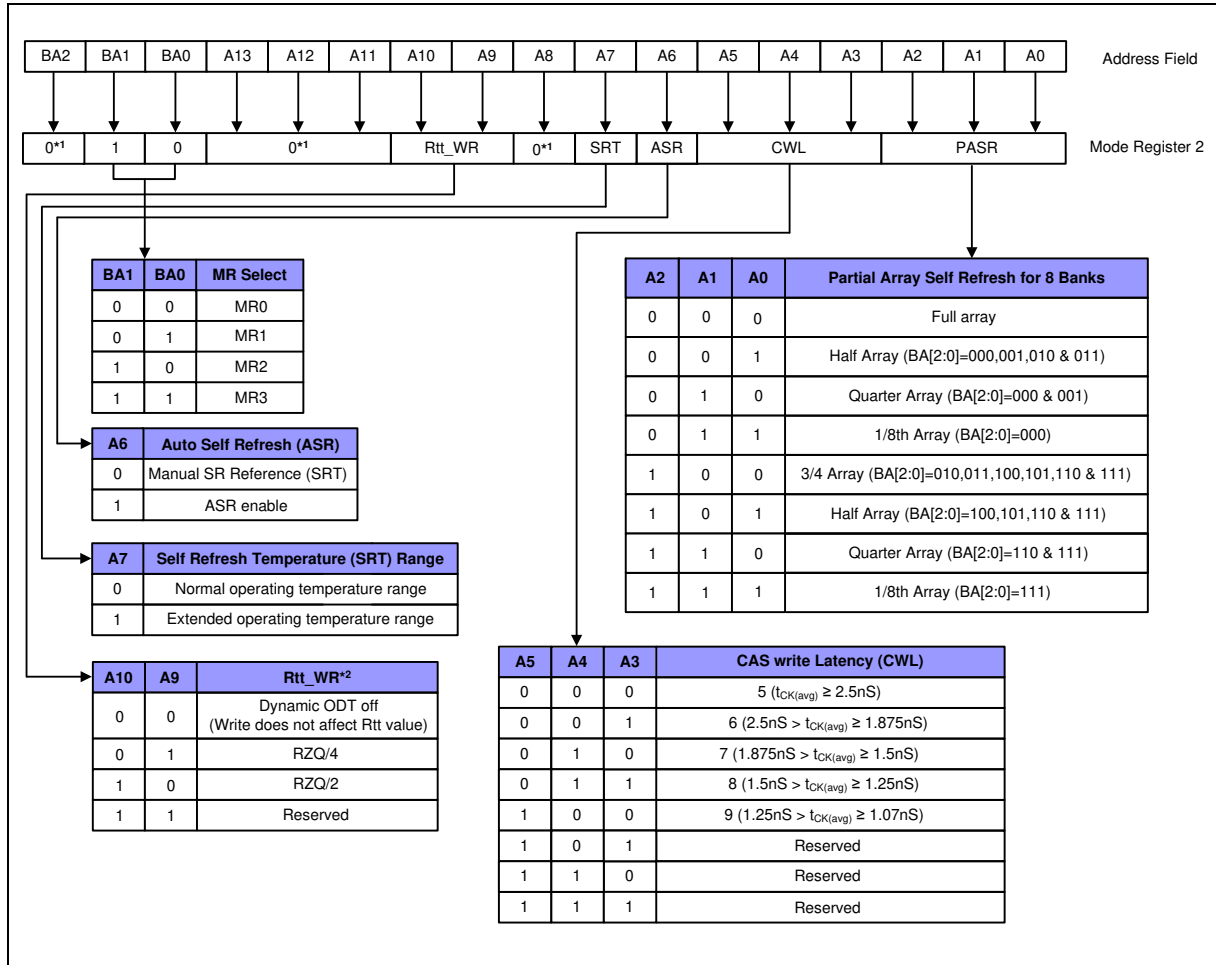 BA2 BA1 BA0 A13 A12 A11 A10 A9 A8 A7 A6 A5 A4 A3 A2 A1 A0 Address Field
0*1 1 0 0*1 Rtt_WR 0*1 SRT ASR CWL PASR Mode Register 2
BA1 BA0 MR Select
0 0 MR0
0 1 MR1
1 0 MR2
1 1 MR3
A6 Auto Self Refresh (ASR)
0 Manual SR Reference (SRT)
1 ASR enable
A7 Self Refresh Temperature (SRT) Range
0 Normal operating temperature range
1 Extended operating temperature range
A10 A9 Rtt_WR*2
0 0 Dynamic ODT off
(Write does not affect Rtt value)
0 1 RZQ/4
1 0 RZQ/2
1 1 Reserved
A2 A1 A0 Partial Array Self Refresh for 8 Banks
0 0 0 Full array
0 0 1 Half Array (BA[2:0]=000,001,010 & 011)
0 1 0 Quarter Array (BA[2:0]=000 & 001)
0 1 1 1/8th Array (BA[2:0]=000)
1 0 0 3/4 Array (BA[2:0]=010,011,100,101,110 & 111)
1 0 1 Half Array (BA[2:0]=100,101,110 & 111)
1 1 0 Quarter Array (BA[2:0]=110 & 111)
1 1 1 1/8th Array (BA[2:0]=111)
A5 A4 A3 CAS write Latency (CWL)
0 0 0 5 (tCK(avg) ≥ 2.5nS)
0 0 1 6 (2.5nS > tCK(avg) ≥ 1.875nS)
0 1 0 7 (1.875nS > tCK(avg) ≥ 1.5nS)
0 1 1 8 (1.5nS > tCK(avg) ≥ 1.25nS)
1 0 0 9 (1.25nS > tCK(avg) ≥ 1.07nS)
1 0 1 Reserved
1 1 0 Reserved
1 1 1 Reserved